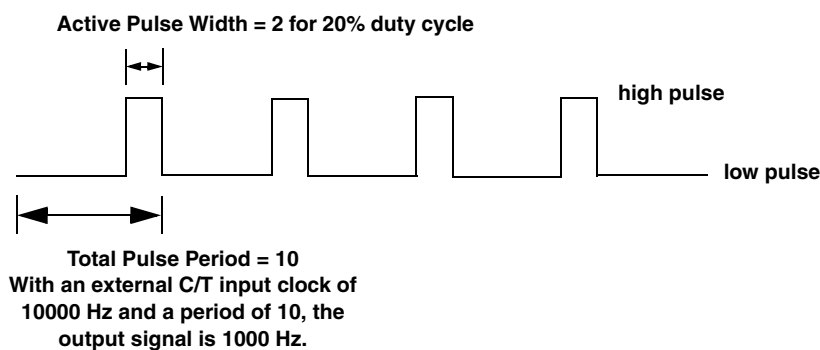 Active Pulse Width = 2 for 20% duty cycle
high pulse
low pulse
Total Pulse Period = 10
With an external C/T input clock of
10000 Hz and a period of 10, the
output signal is 1000 Hz.